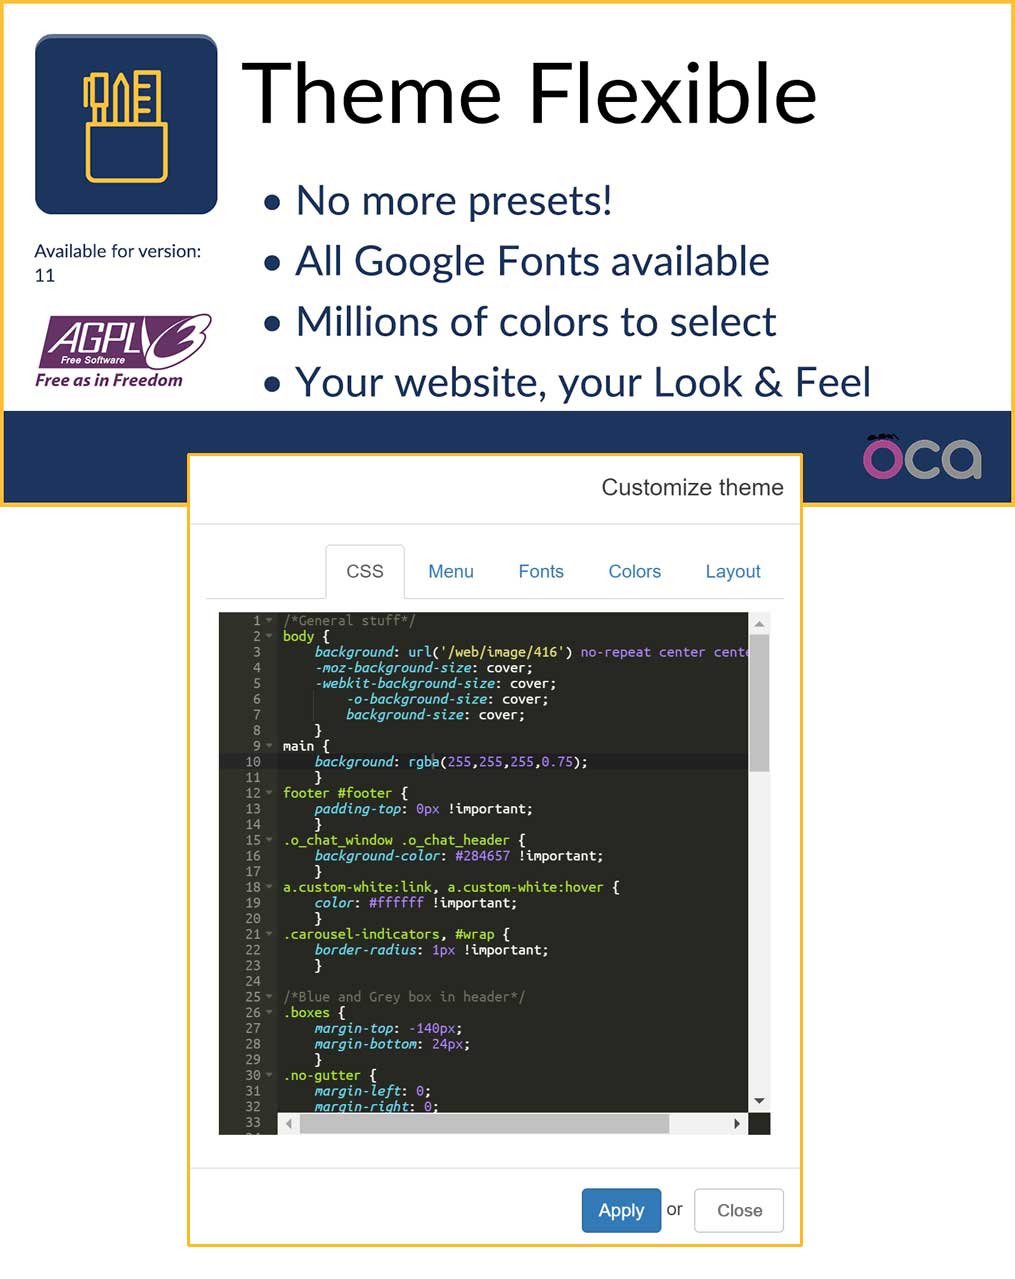 Theme Flexible
• No more presets!
• All Google Fonts available
• Millions of colors to select
• Your website, your Look & Feel
Available for version:
11
AGPLv3
Free Software
Free as in Freedom
oca
Customize theme
CSS Menu Fonts Colors Layout
1 /*General stuff*/
2 body {
3 background: url('/web/image/416') no-repeat center cente
4 -moz-background-size: cover;
5 -webkit-background-size: cover;
6 -o-background-size: cover;
7 background-size: cover;
8 }
9 main {
10 background: rgba(255,255,255,0.75);
11 }
12 footer #footer {
13 padding-top: 0px !important;
14 }
15 .o_chat_window .o_chat_header {
16 background-color: #284657 !important;
17 }
18 a.custom-white:link, a.custom-white:hover {
19 color: #ffffff !important;
20 }
21 .carousel-indicators, #wrap {
22 border-radius: 1px !important;
23 }
24
25 /*Blue and Grey box in header*/
26 .boxes {
27 margin-top: -140px;
28 margin-bottom: 24px;
29 }
30 .no-gutter {
31 margin-left: 0;
32 margin-right: 0;
33
Apply or Close